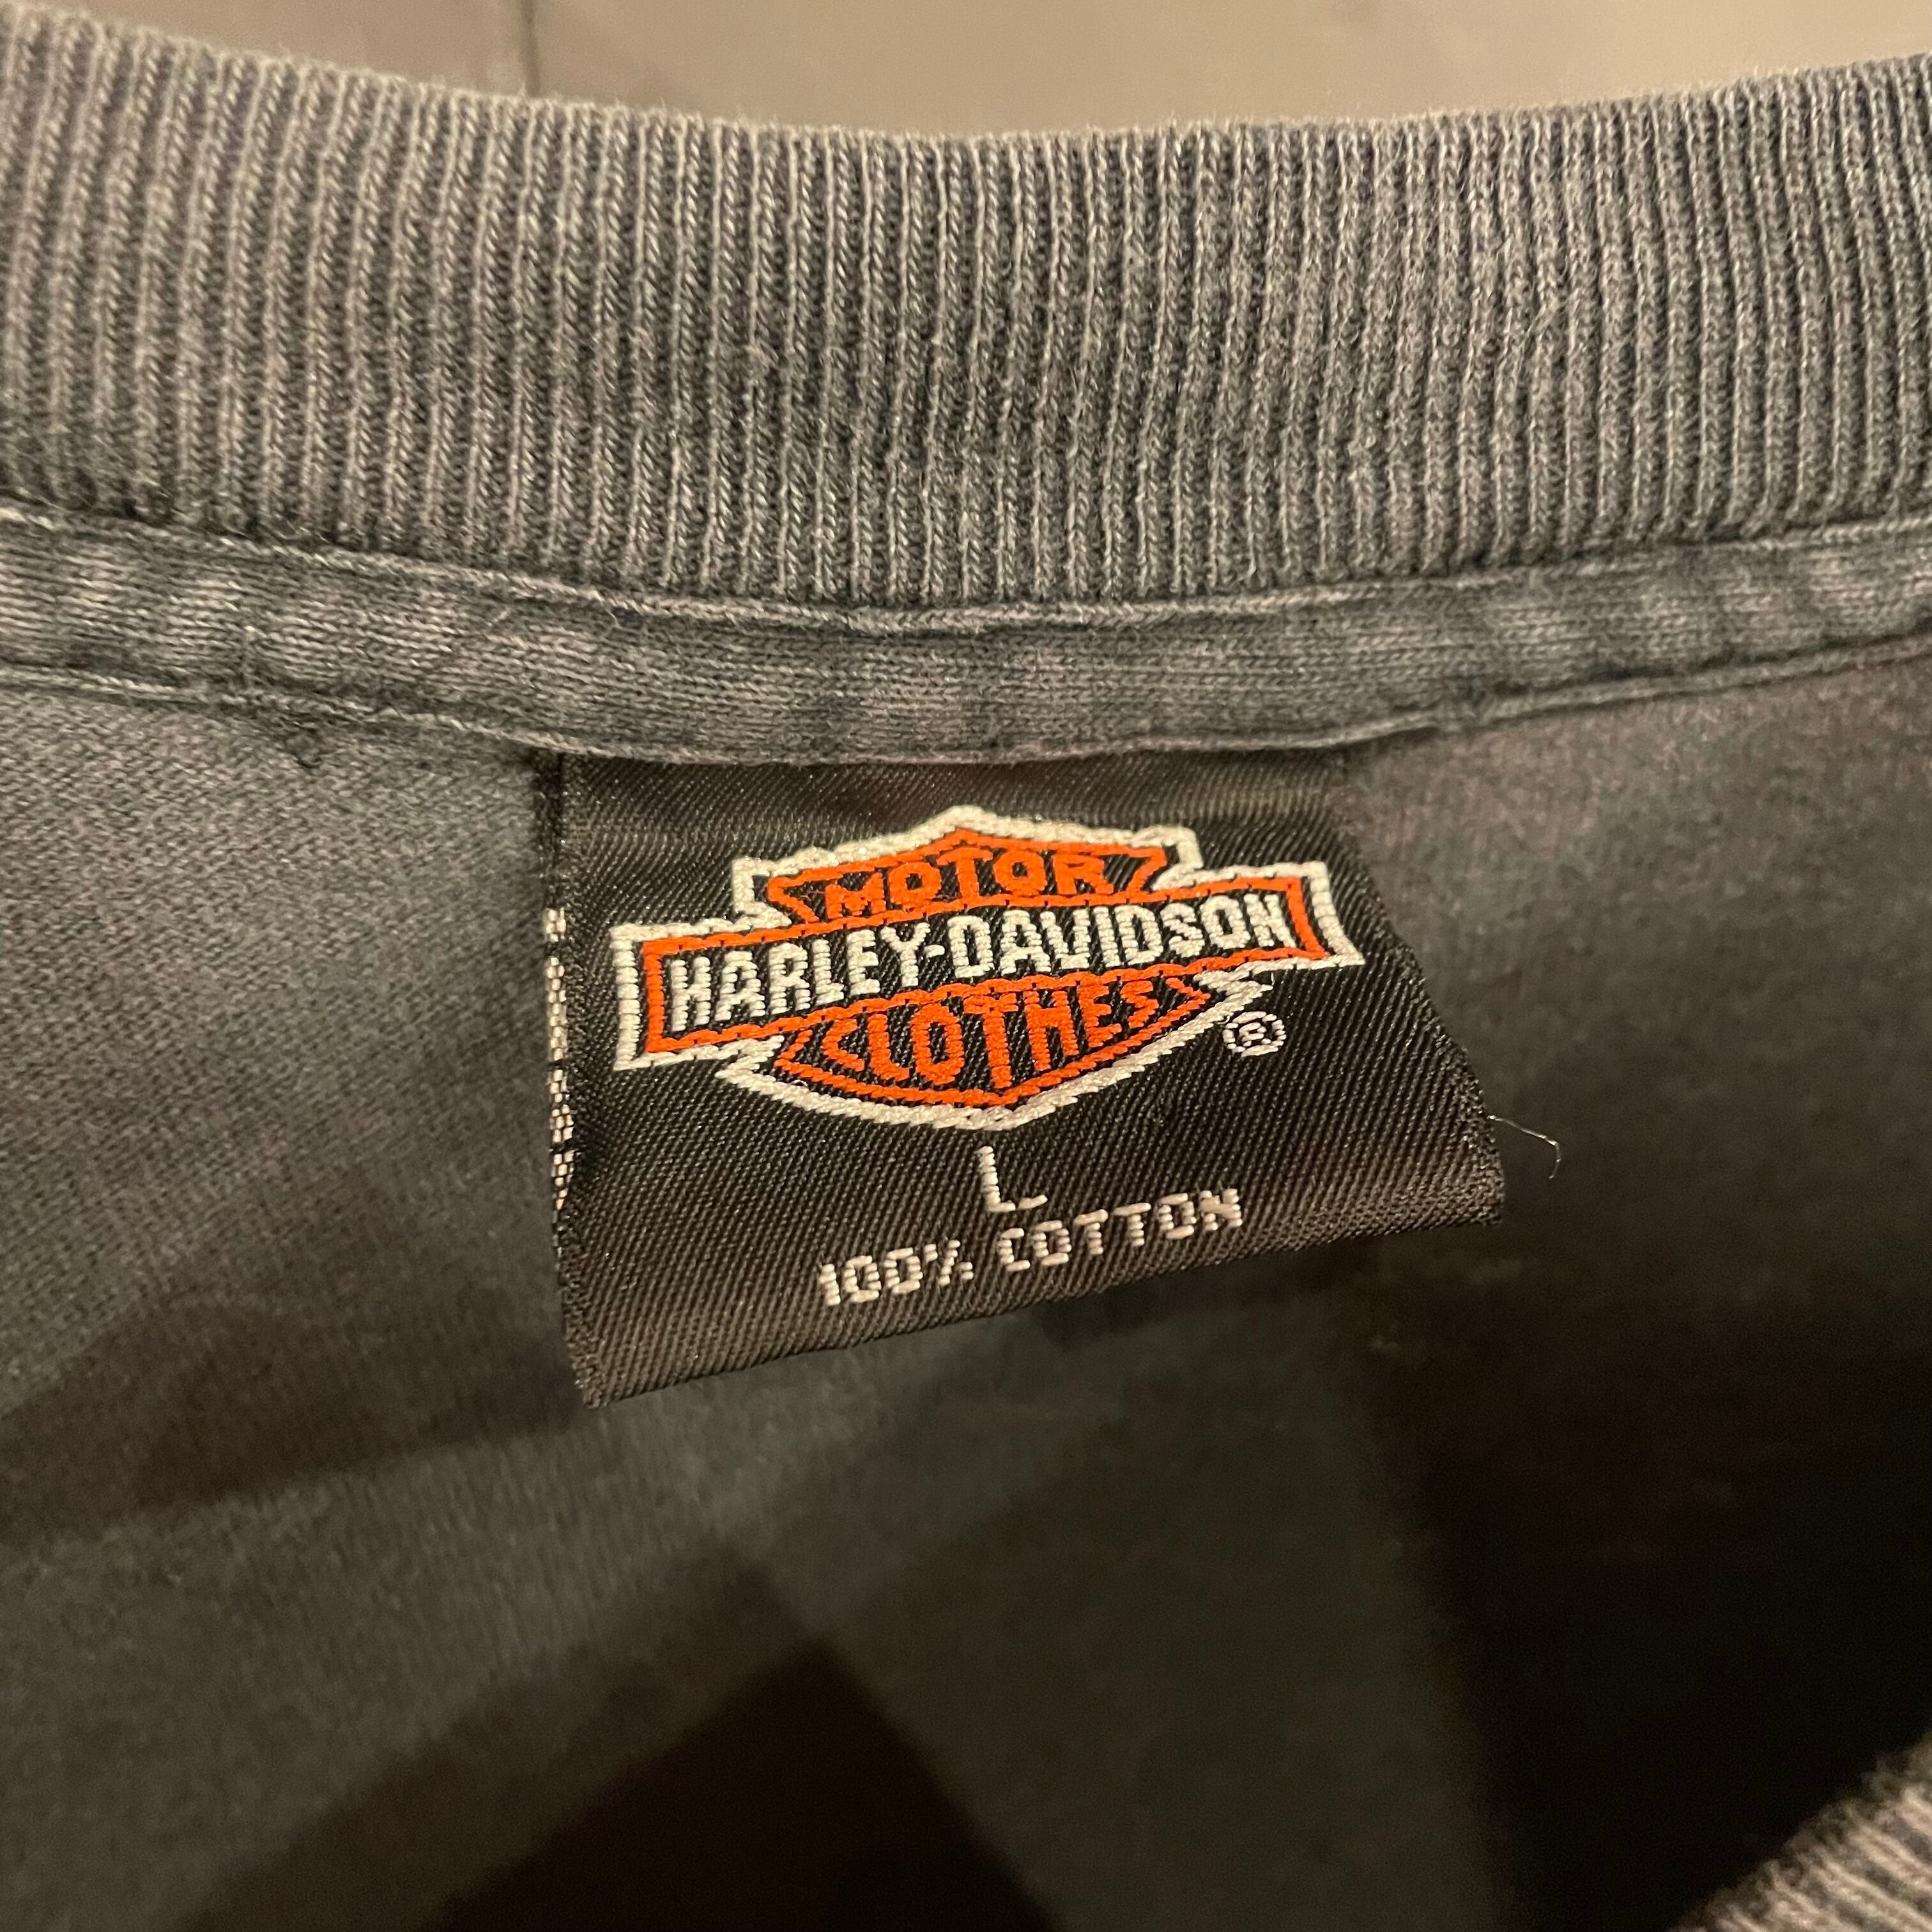 MOTOR
HARLEY-DAVIDSON
CLOTHES
®
L
100% COTTON